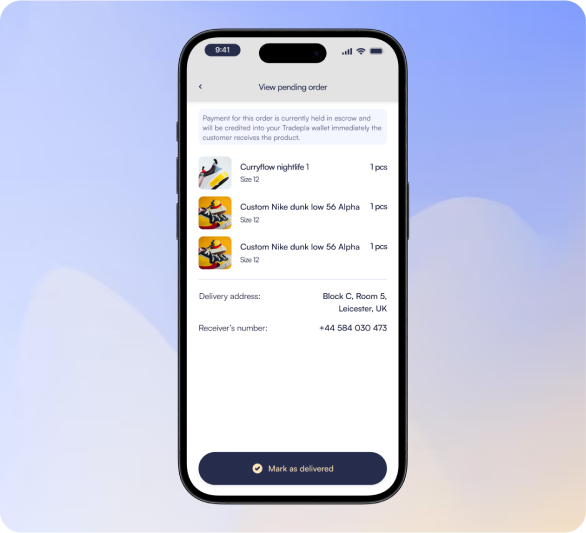 9:41
View pending order
Payment for this order is currently held in escrow and
will be credited into your Tradepla wallet immediately the
customer receives the product.
Curryflow nightlife 1 1 pcs
Size 12
Custom Nike dunk low 56 Alpha 1 pcs
Size 12
Custom Nike dunk low 56 Alpha 1 pcs
Size 12
Delivery address: Block C, Room 5,
Leicester, UK
Receiver's number: +44 584 030 473
Mark as delivered